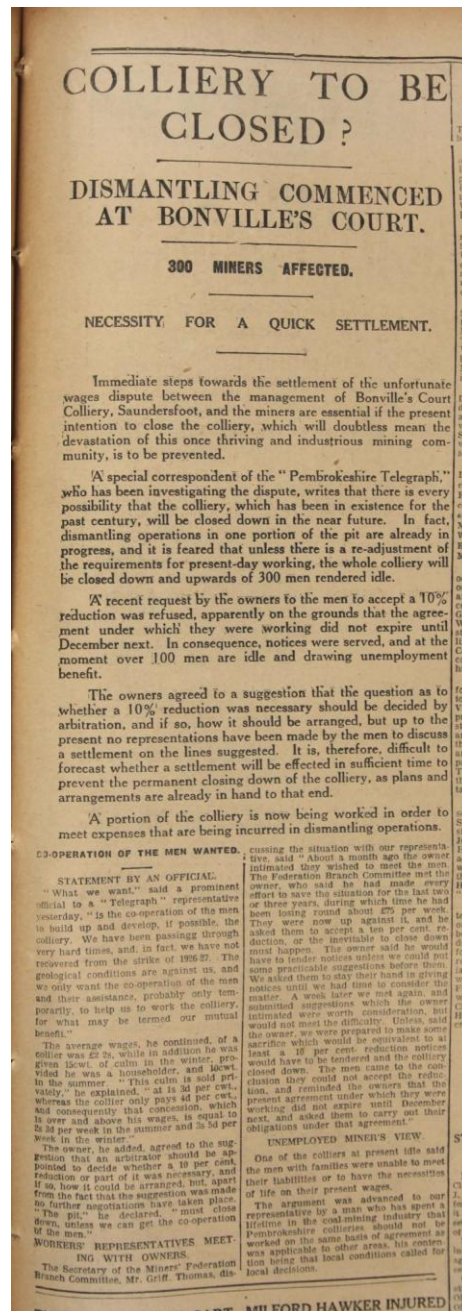 COLLIERY TO BE
CLOSED ?
DISMANTLING COMMENCED
AT BONVILLE'S COURT.
300 MINERS AFFECTED.
NECESSITY FOR A QUICK SETTLEMENT.
Immediate steps towards the settlement of the unfortunate
wages dispute between the management of Bonville's Court
Colliery, Saundersfoot, and the miners are essential if the present
intention to close the colliery, which will doubtless mean the
devastation of this once thriving and industrious mining com-
munity, is to be prevented.
A special correspondent of the "Pembrokeshire Telegraph,"
who has been investigating the dispute, writes that there is every
possibility that the colliery, which has been in existence for the
past century, will be closed down in the near future. In fact,
dismantling operations in one portion of the pit are already in
progress, and it is feared that unless there is a re-adjustment of
the requirements for present-day working, the whole colliery will
be closed down and upwards of 300 men rendered idle.
A recent request by the owners to the men to accept a 10%
reduction was refused, apparently on the grounds that the agree-
ment under which they were working did not expire until
December next. In consequence, notices were served, and at the
moment over 100 men are idle and drawing unemployment
benefit.
The owners agreed to a suggestion that the question as to
whether a 10% reduction was necessary should be decided by
arbitration, and if so, how it should be arranged, but up to the
present no representations have been made by the men to discuss
a settlement on the lines suggested. It is, therefore, difficult to
forecast whether a settlement will be effected in sufficient time to
prevent the permanent closing down of the colliery, as plans and
arrangements are already in hand to that end.
A portion of the colliery is now being worked in order to
meet expenses that are being incurred in dismantling operations.
CO-OPERATION OF THE MEN WANTED.
STATEMENT BY AN OFFICIAL.
"What we want," said a prominent
official to a "Telegraph" representative
yesterday, "is the co-operation of the men
to build up and develop, if possible, the
colliery. We have been passingg through
very hard times, and, in fact, we have not
recovered from the strike of 1926-27. The
geological conditions are against us, and
we only want the co-operation of the men
and their assistance, probably only tem-
porarily, to help us to work the colliery,
for what may be termed our mutual
benefit."
The average wages, he continued, of a
collier was £2 2s, while in addition he was
given 15cwt. of culm in the winter, pro-
vided he was a householder, and 10cwt.
in the summer. "This culm is sold pri-
vately," he explained, "at 1s 3d per cwt.,
whereas the collier only pays 4d per cwt.,
and consequently that concession, which
is over and above his wages, is equal to
2s 3d per week in the summer and 3s 5d per
week in the winter."
The owner, he added, agreed to the sug-
gestion that an arbitrator should be ap-
pointed to decide whether a 10 per cent.
reduction or part of it was necessary, and
if so, how it could be arranged, but, apart
from the fact that the suggestion was made
no further negotiations have taken place.
"The pit," he declared, "must close
down, unless we can get the co-operation
of the men."
WORKERS' REPRESENTATIVES MEET-
ING WITH OWNERS.
The Secretary of the Miners' Federation
Branch Committee, Mr. Griff. Thomas, dis-
cussing the situation with our representa-
tive, said "About a month ago the owner
intimated they wished to meet the men.
The Federation Branch Committee met the
owner, who said he had made every
effort to save the situation for the last two
or three years, during which time he had
been losing round about £75 per week.
They were now up against it, and he
asked them to accept a ten per cent. re-
duction, or the inevitable to close down
must happen. The owner said he would
have to tender notices unless we could put
some practicable suggestions before them.
We asked them to stay their hand in giving
notices until we had time to consider the
matter. A week later we met again, and
submitted suggestions which the owner
intimated were worth consideration, but
would not meet the difficulty. Unless, said
the owner, we were prepared to make some
sacrifice which would be equivalent to at
least a 10 per cent. reduction notices
would have to be tendered and the colliery
closed down. The men came to the con-
clusion they could not accept the reduc-
tion, and reminded the owners that the
present agreement under which they were
working did not expire until December
next, and asked them to carry out their
obligations under that agreement."
UNEMPLOYED MINER'S VIEW.
One of the colliers at present idle said
the men with families were unable to meet
their liabilities or to have the necessities
of life on their present wages.
The argument was advanced to our
representative by a man who has spent a
lifetime in the coal-mining industry that
Pembrokeshire collieries should not be
worked on the same basis of agreement as
was applicable to other areas, his conten-
tion being that local conditions called for
local decisions.
MILFORD HAWKER INJURED